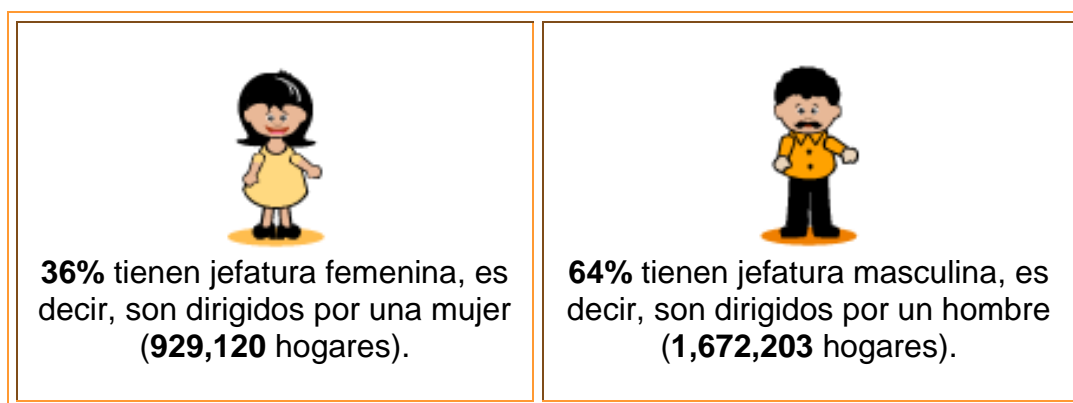 36% tienen jefatura femenina, es
decir, son dirigidos por una mujer
(929,120 hogares).
64% tienen jefatura masculina, es
decir, son dirigidos por un hombre
(1,672,203 hogares).